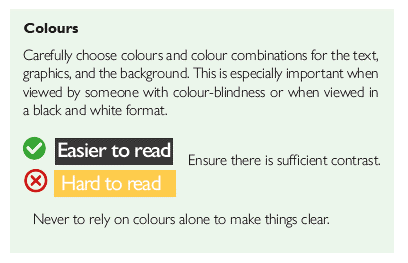 Colours
Carefully choose colours and colour combinations for the text,
graphics, and the background. This is especially important when
viewed by someone with colour-blindness or when viewed in
a black and white format.
Easier to read
Ensure there is sufficient contrast.
Hard to read
Never to rely on colours alone to make things clear.